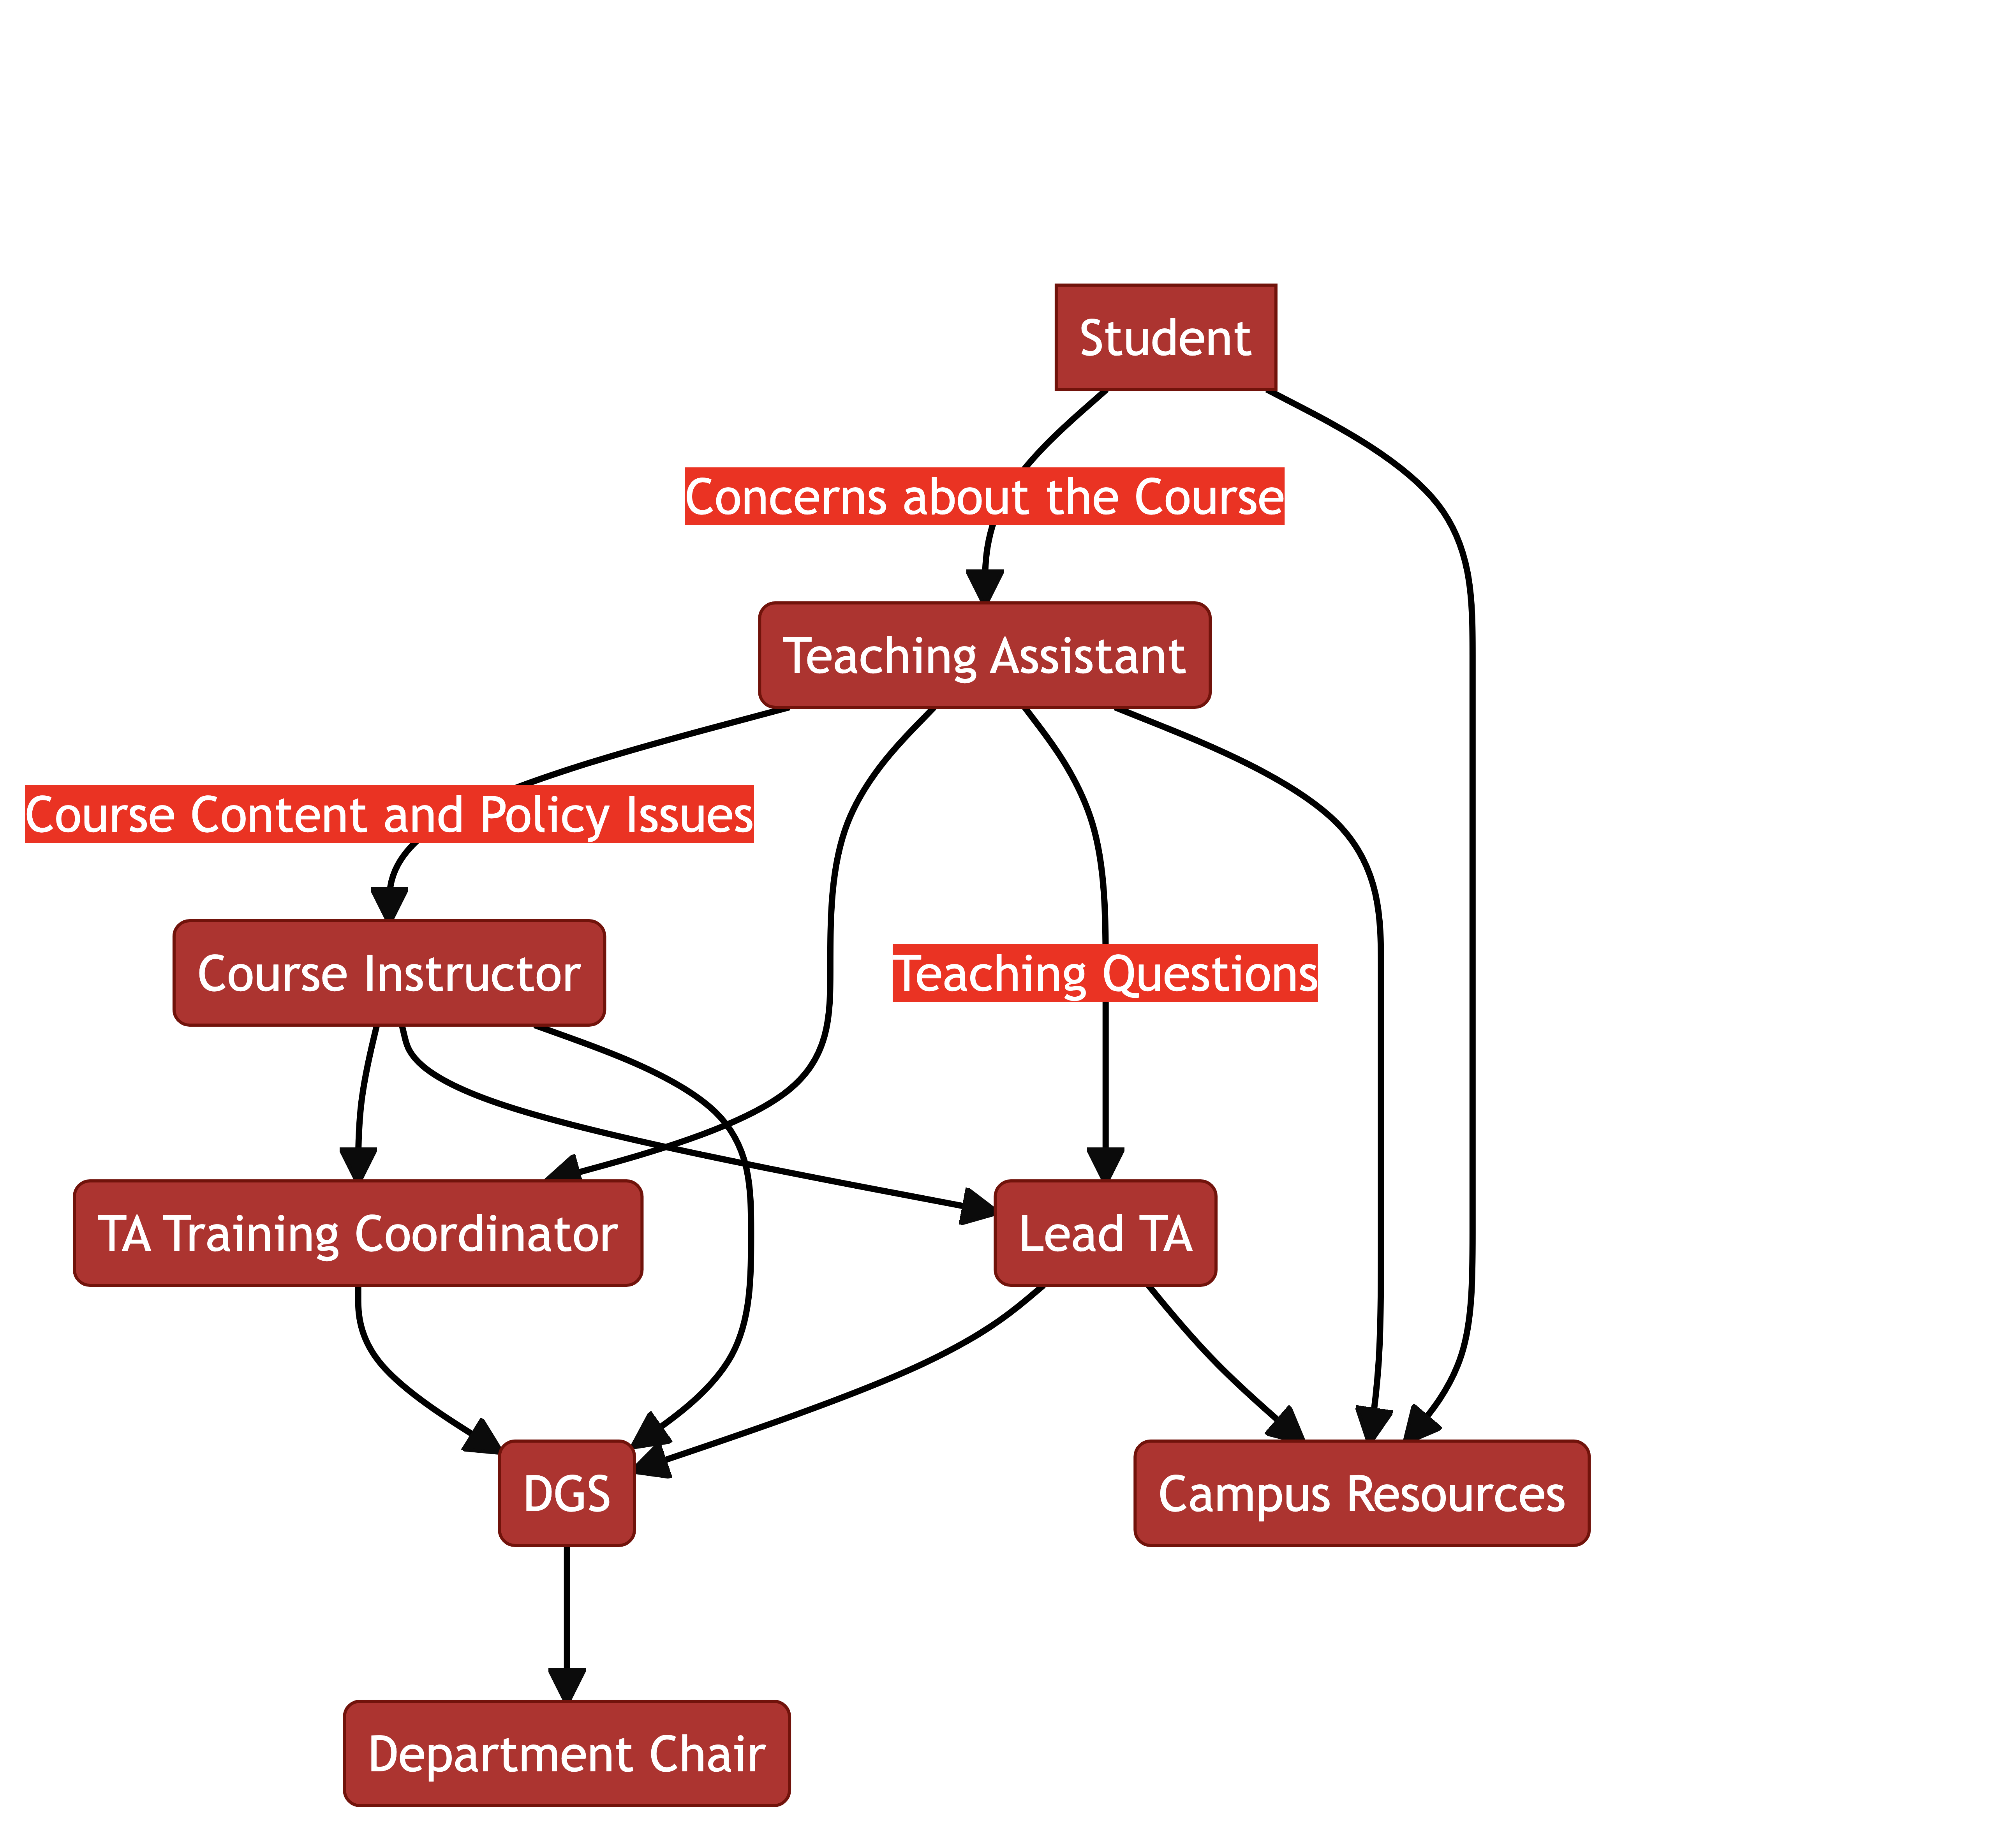 Student
Concerns about the Course
Teaching Assistant
Course Content and Policy Issues
Course Instructor
Teaching Questions
TA Training Coordinator
Lead TA
DGS
Campus Resources
Department Chair